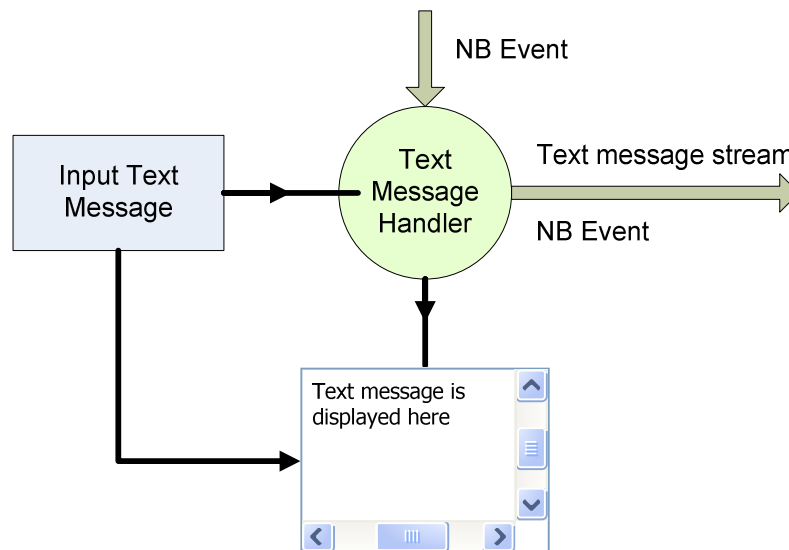 NB Event
Input Text
Message
Text
Message
Handler
Text message stream
NB Event
Text message is
displayed here